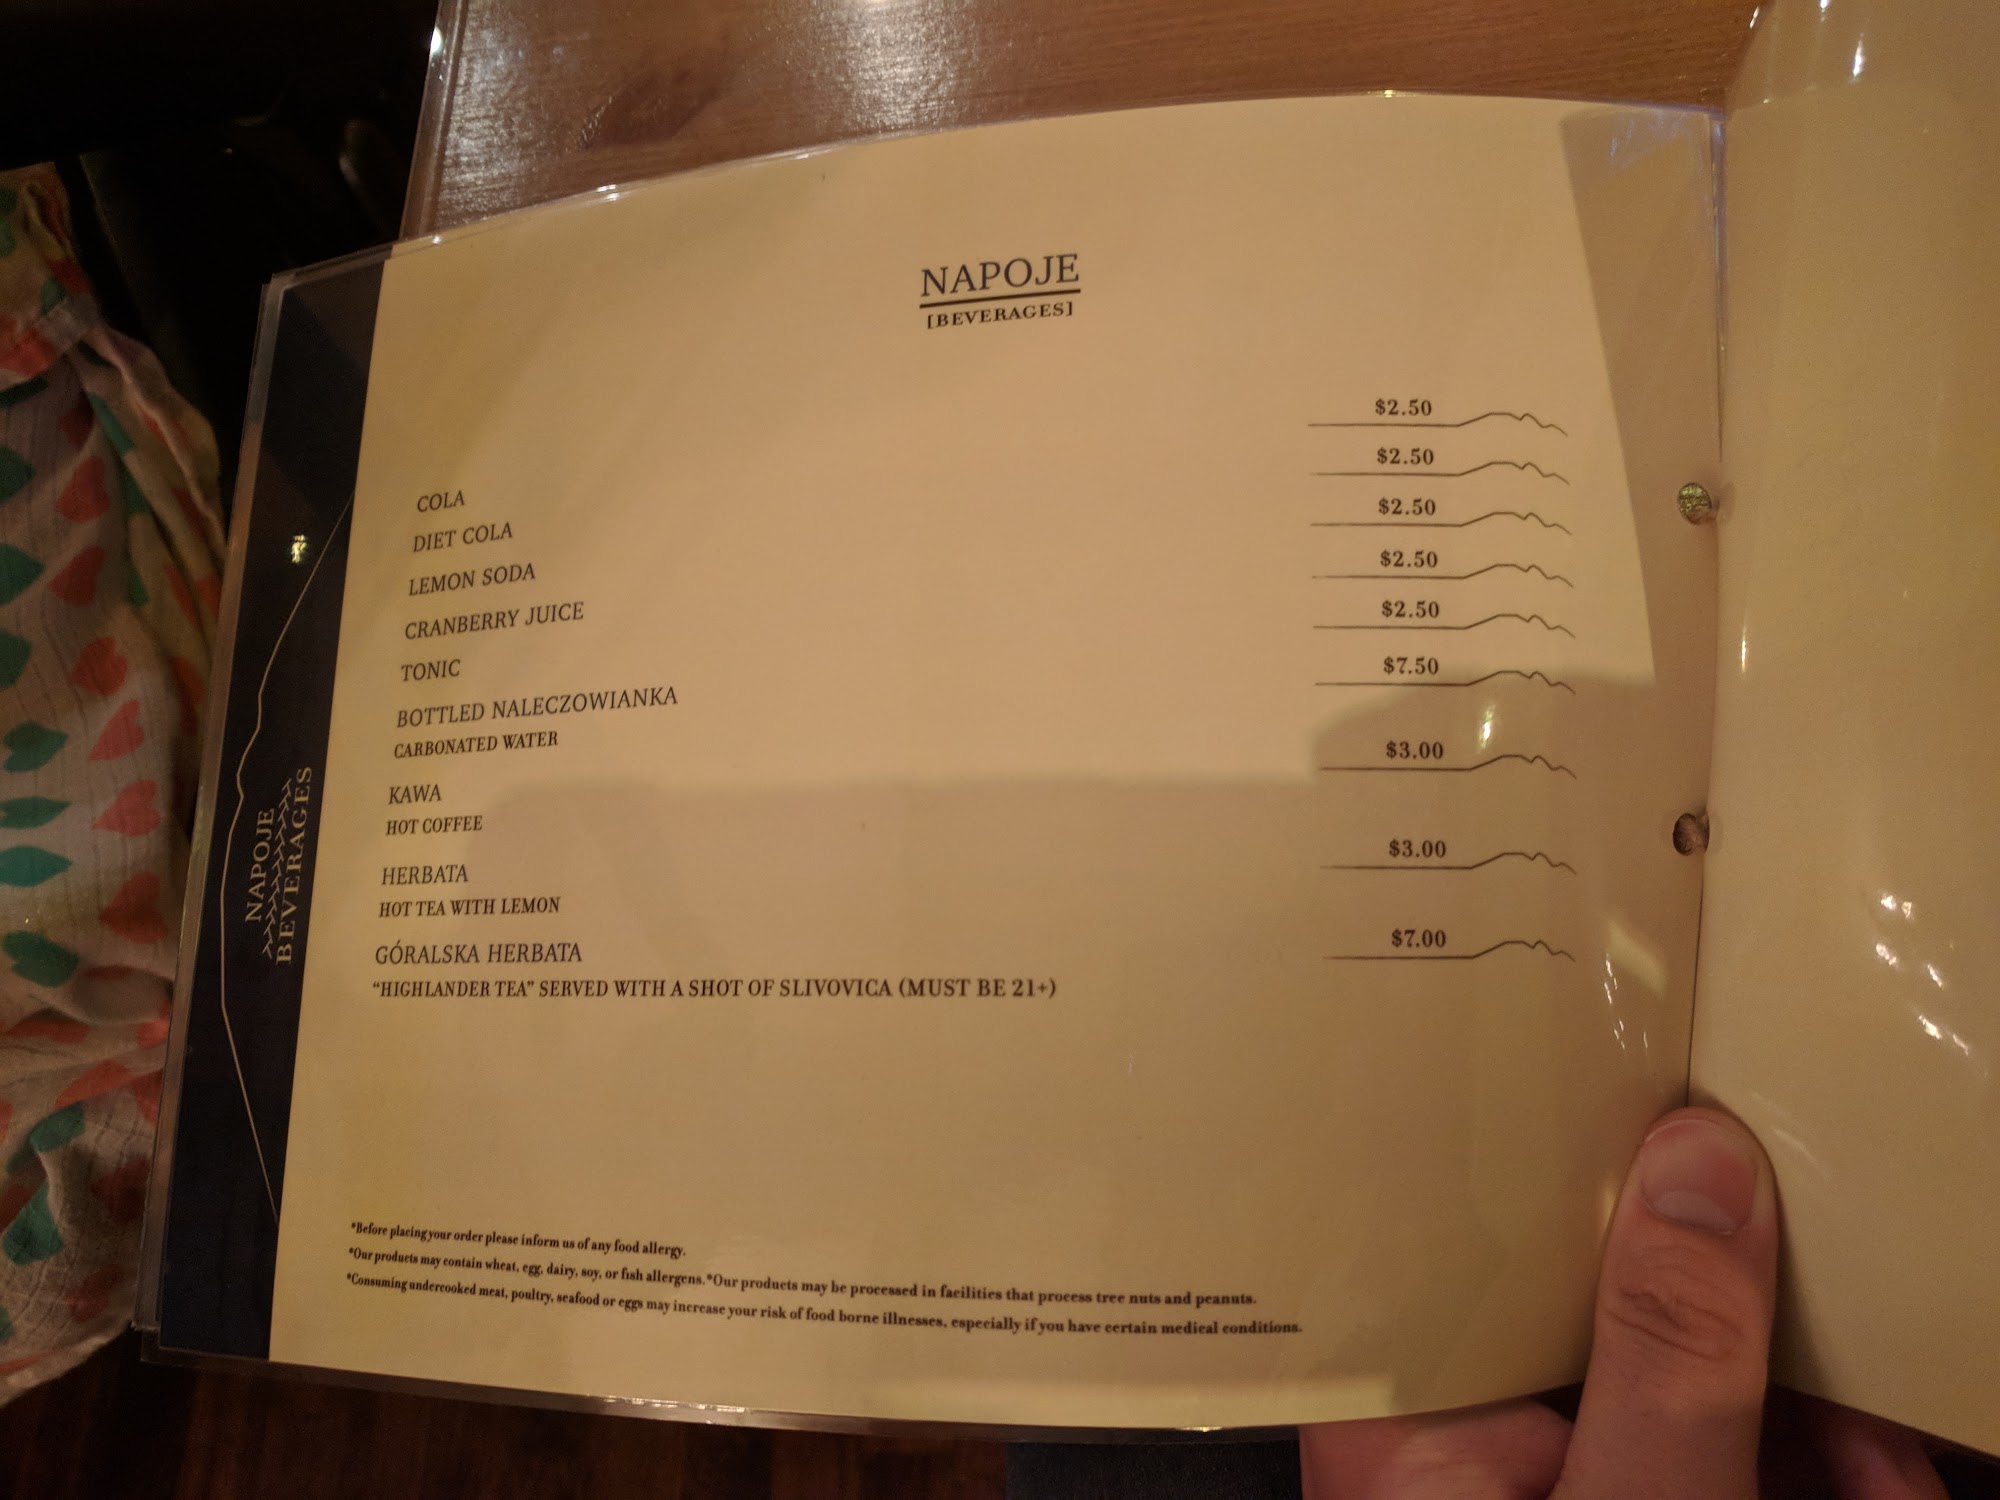 NAPOJE
[BEVERAGES]
COLA $2.50
DIET COLA $2.50
LEMON SODA $2.50
CRANBERRY JUICE $2.50
TONIC $2.50
BOTTLED NALECZOWIANKA $7.50
CARBONATED WATER
KAWA $3.00
HOT COFFEE
HERBATA $3.00
HOT TEA WITH LEMON
GÓRALSKA HERBATA $7.00
“HIGHLANDER TEA” SERVED WITH A SHOT OF SLIVOVICA (MUST BE 21+)
*Before placing your order please inform us of any food allergy.
*Our products may contain wheat, egg, dairy, soy, or fish allergens.*Our products may be processed in facilities that process tree nuts and peanuts.
*Consuming undercooked meat, poultry, seafood or eggs may increase your risk of food borne illnesses, especially if you have certain medical conditions.
NAPOJE
BEVERAGES